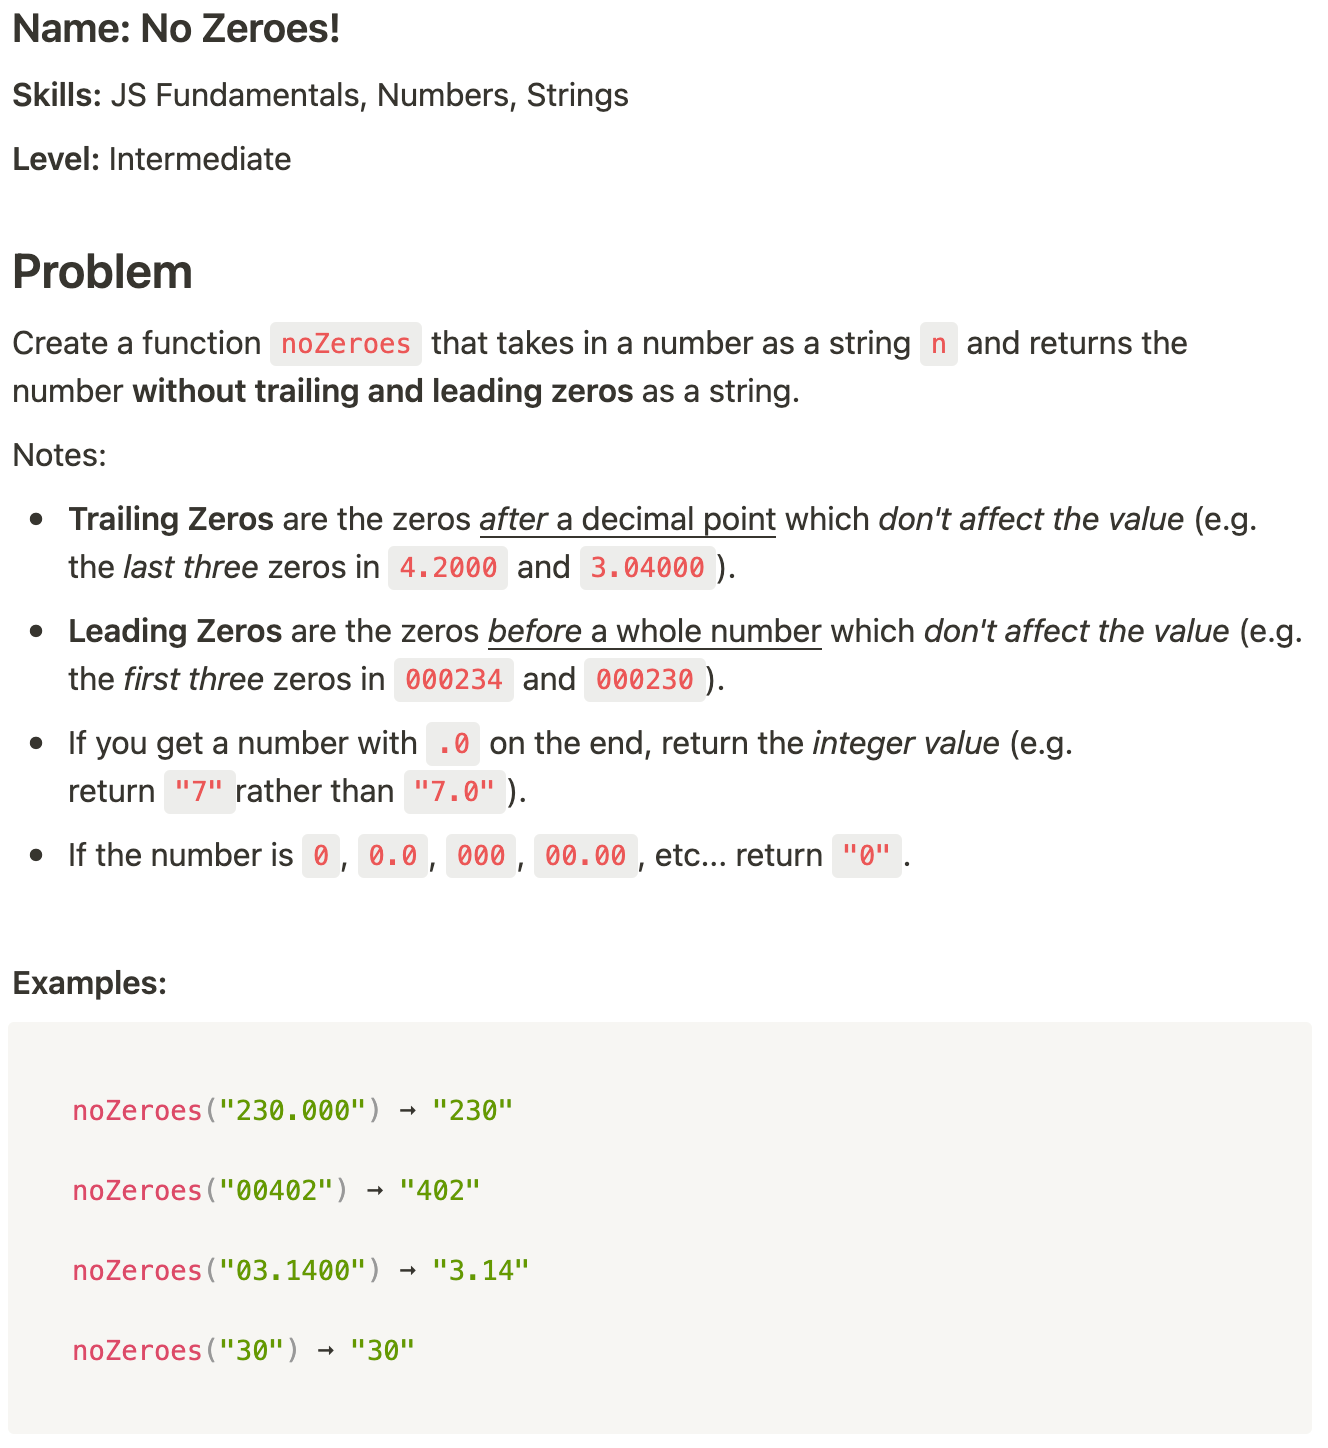 Name: No Zeroes!
Skills: JS Fundamentals, Numbers, Strings
Level: Intermediate
Problem
Create a function noZeroes that takes in a number as a string n and returns the
number without trailing and leading zeros as a string.
Notes:
• Trailing Zeros are the zeros after a decimal point which don't affect the value (e.g.
the last three zeros in 4.2000 and 3.04000).
• Leading Zeros are the zeros before a whole number which don't affect the value (e.g.
the first three zeros in 000234 and 000230).
• If you get a number with .0 on the end, return the integer value (e.g.
return "7" rather than "7.0").
• If the number is 0, 0.0, 000, 00.00, etc... return "0".
Examples:
noZeroes("230.000") → "230"
noZeroes("00402") → "402"
noZeroes("03.1400") → "3.14"
noZeroes("30") → "30"